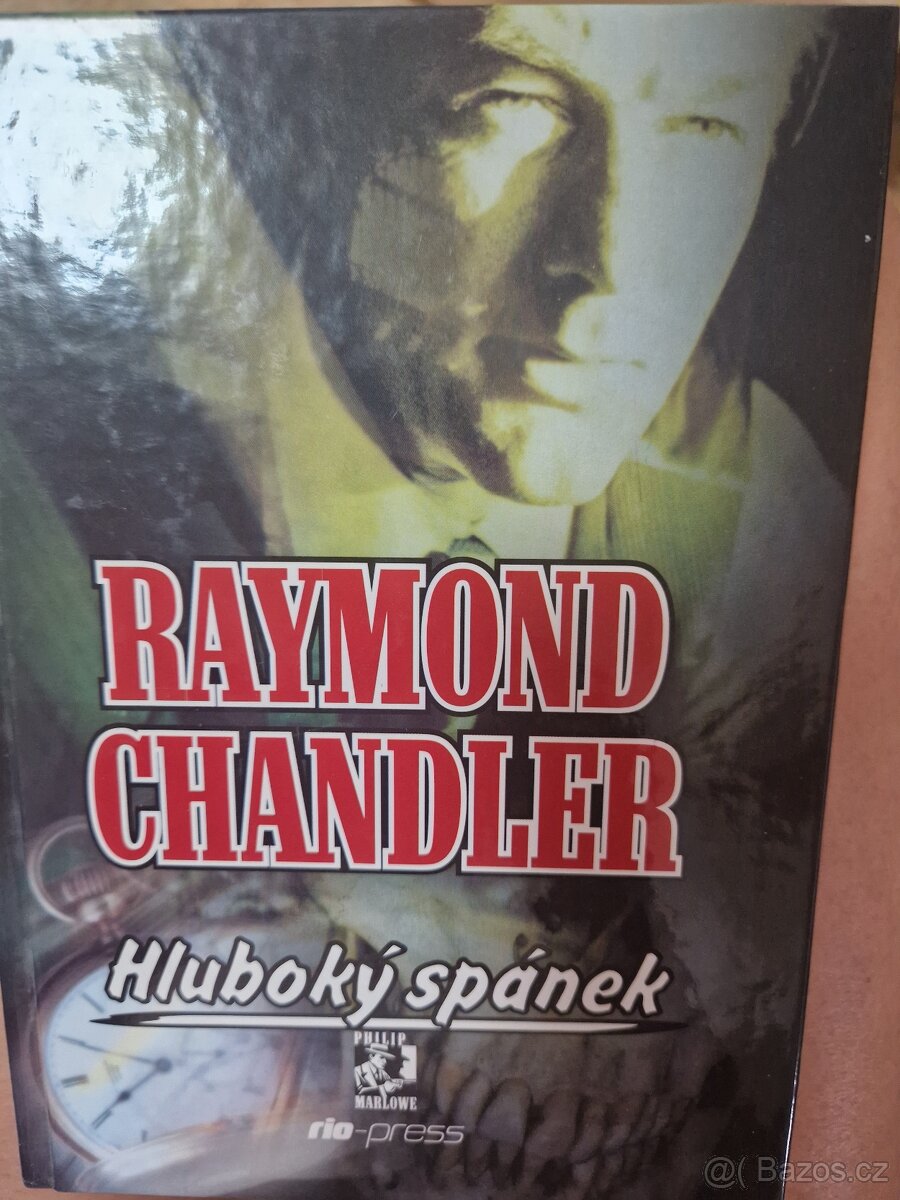 RAYMOND
CHANDLER
Hluboký spánek
PHILIP
MARLOWE
rio-press
@( Bazos.cz